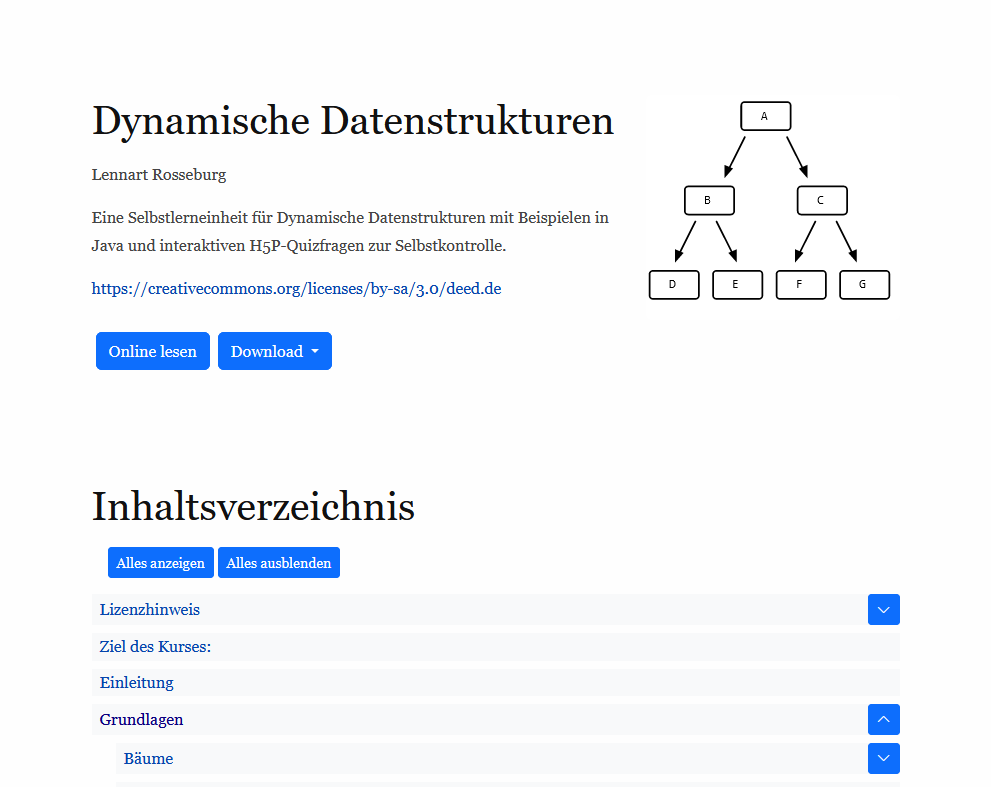 Dynamische Datenstrukturen
Lennart Rosseburg
Eine Selbstlerneinheit für Dynamische Datenstrukturen mit Beispielen in
Java und interaktiven H5P-Quizfragen zur Selbstkontrolle.
https://creativecommons.org/licenses/by-sa/3.0/deed.de
Online lesen
Download
A
B
C
D
E
F
G
Inhaltsverzeichnis
Alles anzeigen
Alles ausblenden
Lizenzhinweis
Ziel des Kurses:
Einleitung
Grundlagen
Bäume